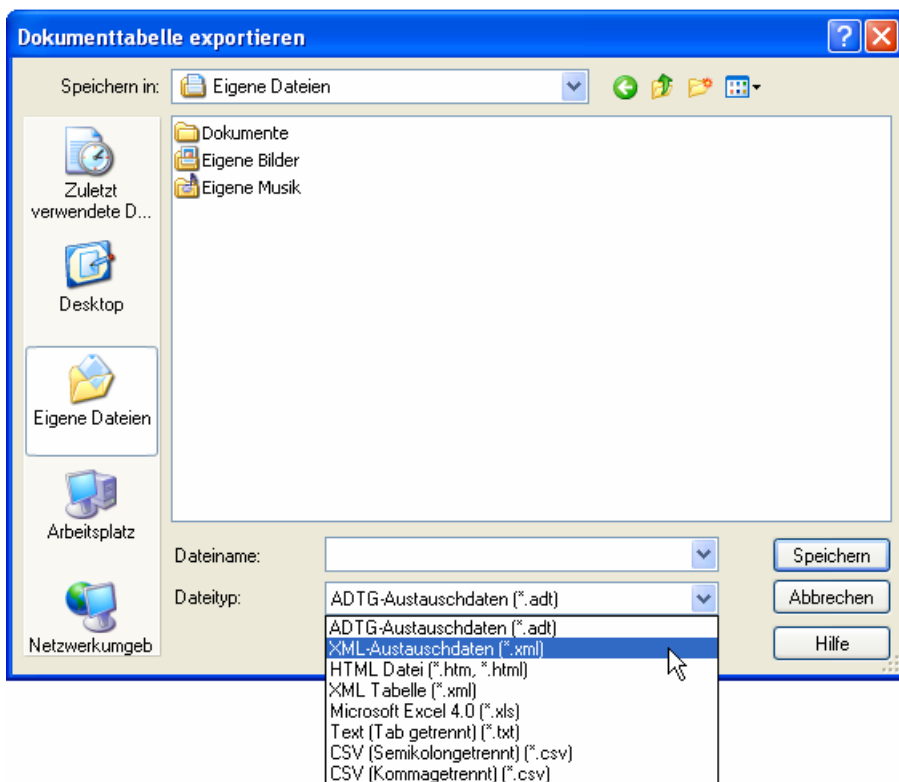 Dokumenttabelle exportieren
Speichern in:
Eigene Dateien
Zuletzt
verwendete D...
Desktop
Eigene Dateien
Arbeitsplatz
Netzwerkumgeb
Dokumente
Eigene Bilder
Eigene Musik
Dateiname:
Speichern
Dateityp:
ADTG-Austauschdaten (*.adt)
Abbrechen
ADTG-Austauschdaten (*.adt)
XML-Austauschdaten (*.xml)
Hilfe
HTML Datei (*.htm, *.html)
XML Tabelle (*.xml)
Microsoft Excel 4.0 (*.xls)
Text (Tab getrennt) (*.txt)
CSV (Semikolongetrennt) (*.csv)
CSV (Kommagetrennt) (*.csv)